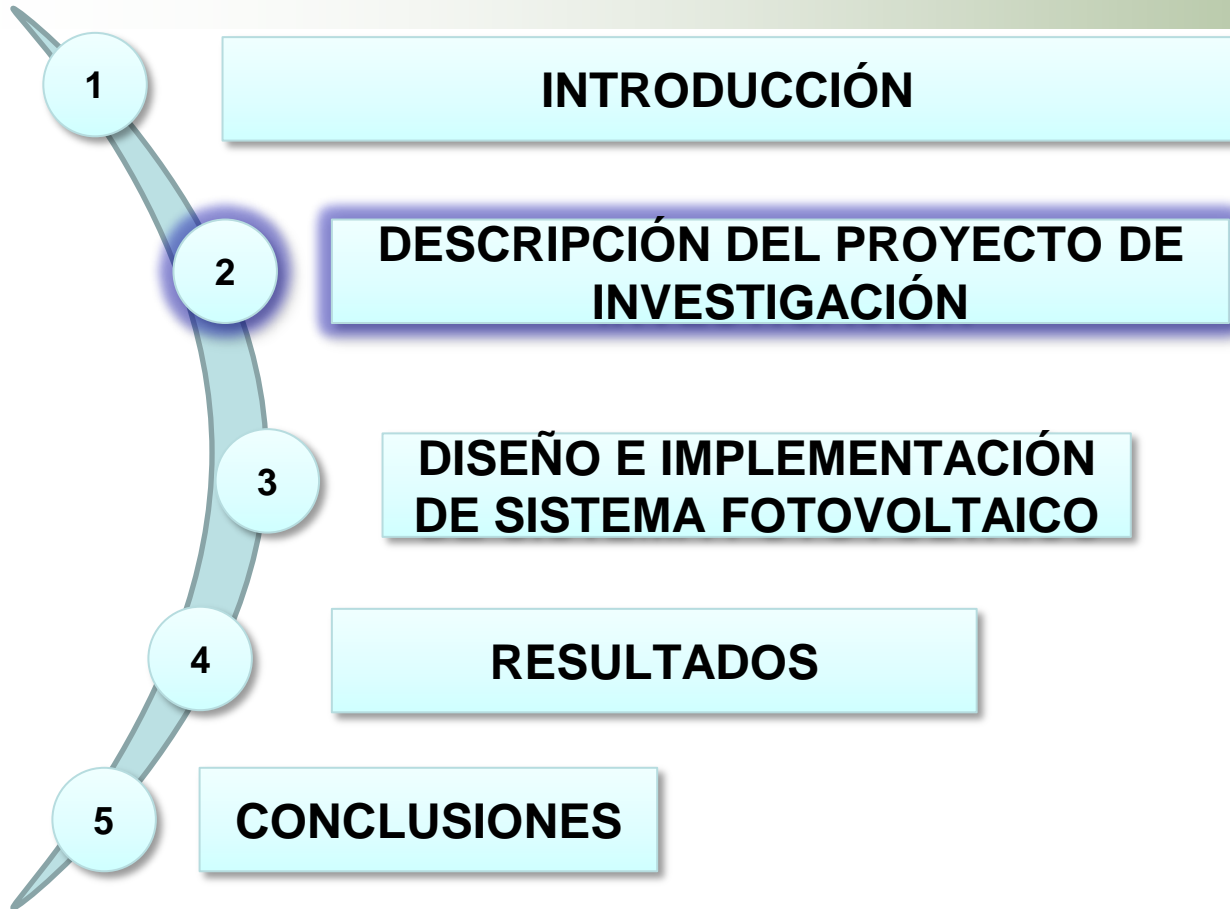 1
INTRODUCCIÓN
2
DESCRIPCIÓN DEL PROYECTO DE
INVESTIGACIÓN
3
DISEÑO E IMPLEMENTACIÓN
DE SISTEMA FOTOVOLTAICO
4
RESULTADOS
5
CONCLUSIONES